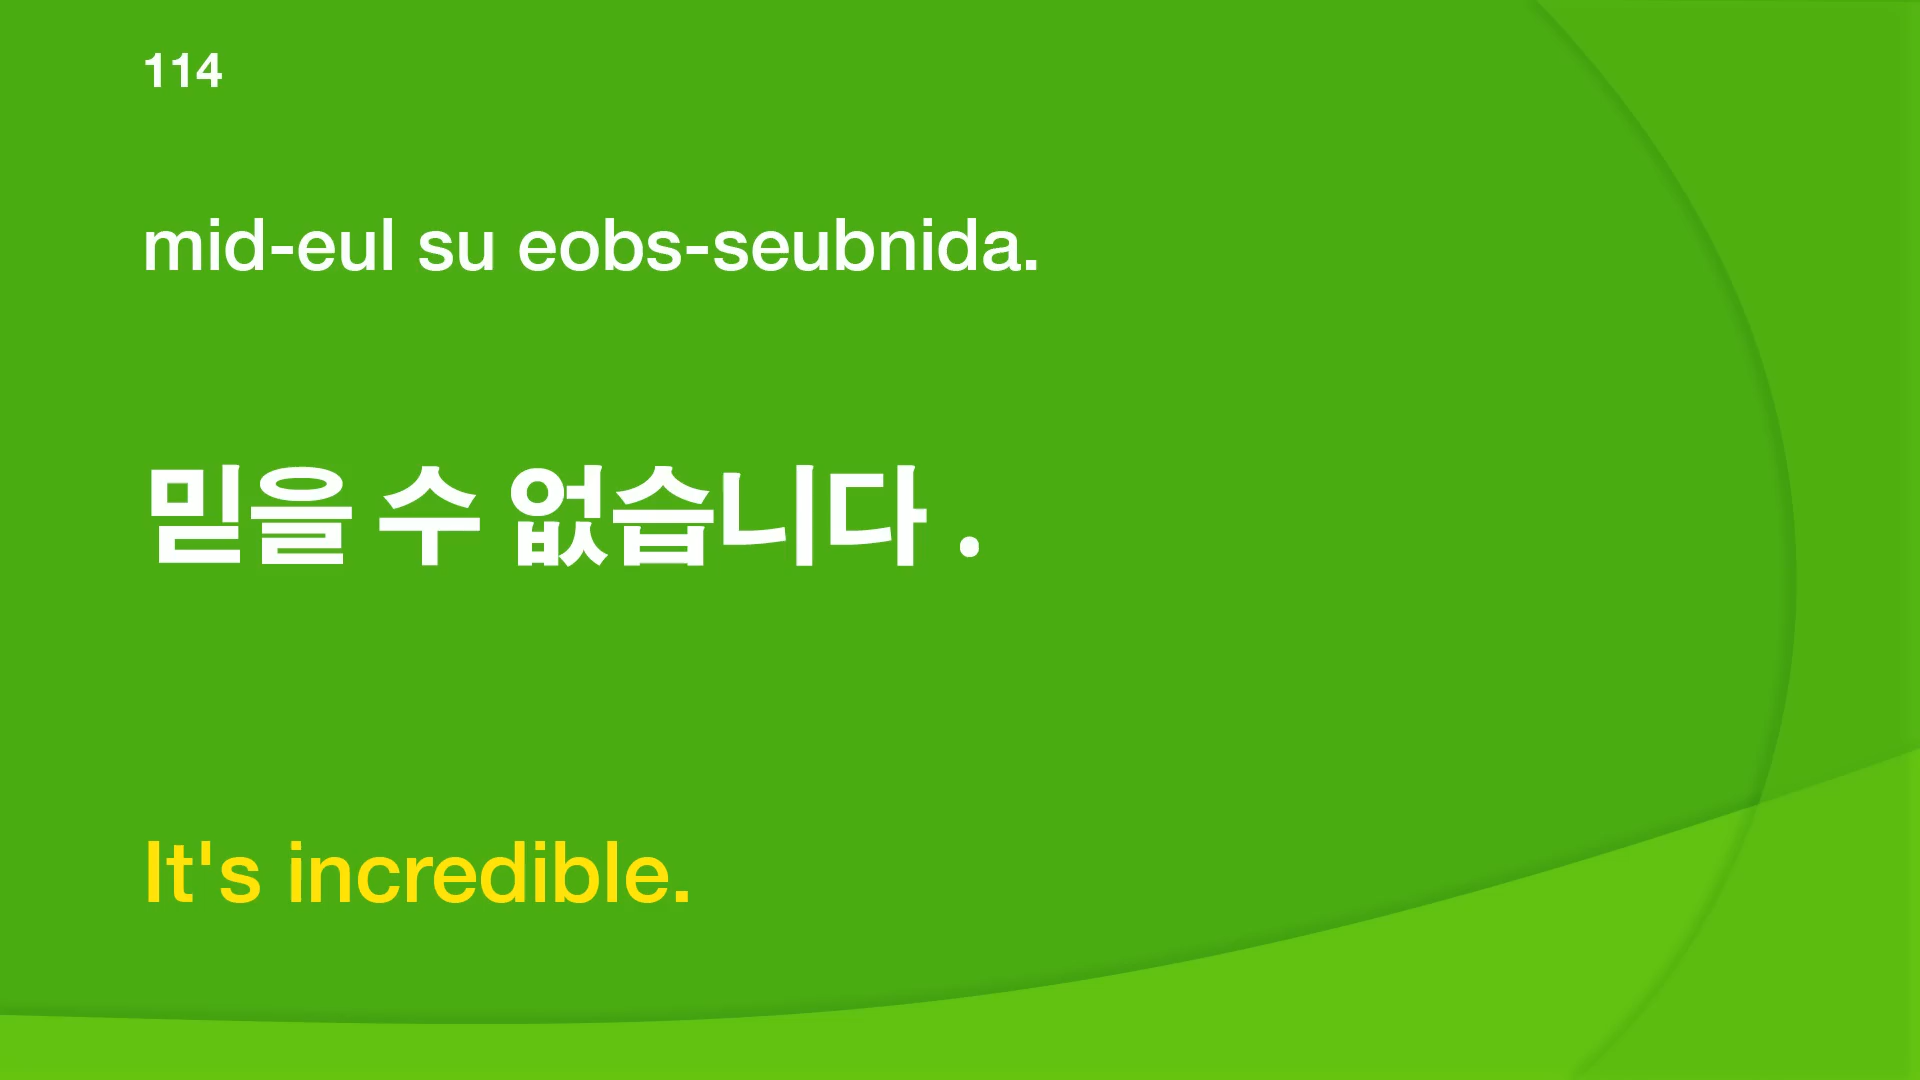 114
mid-eul su eobs-seubnida.
믿을 수 없습니다 .
It's incredible.